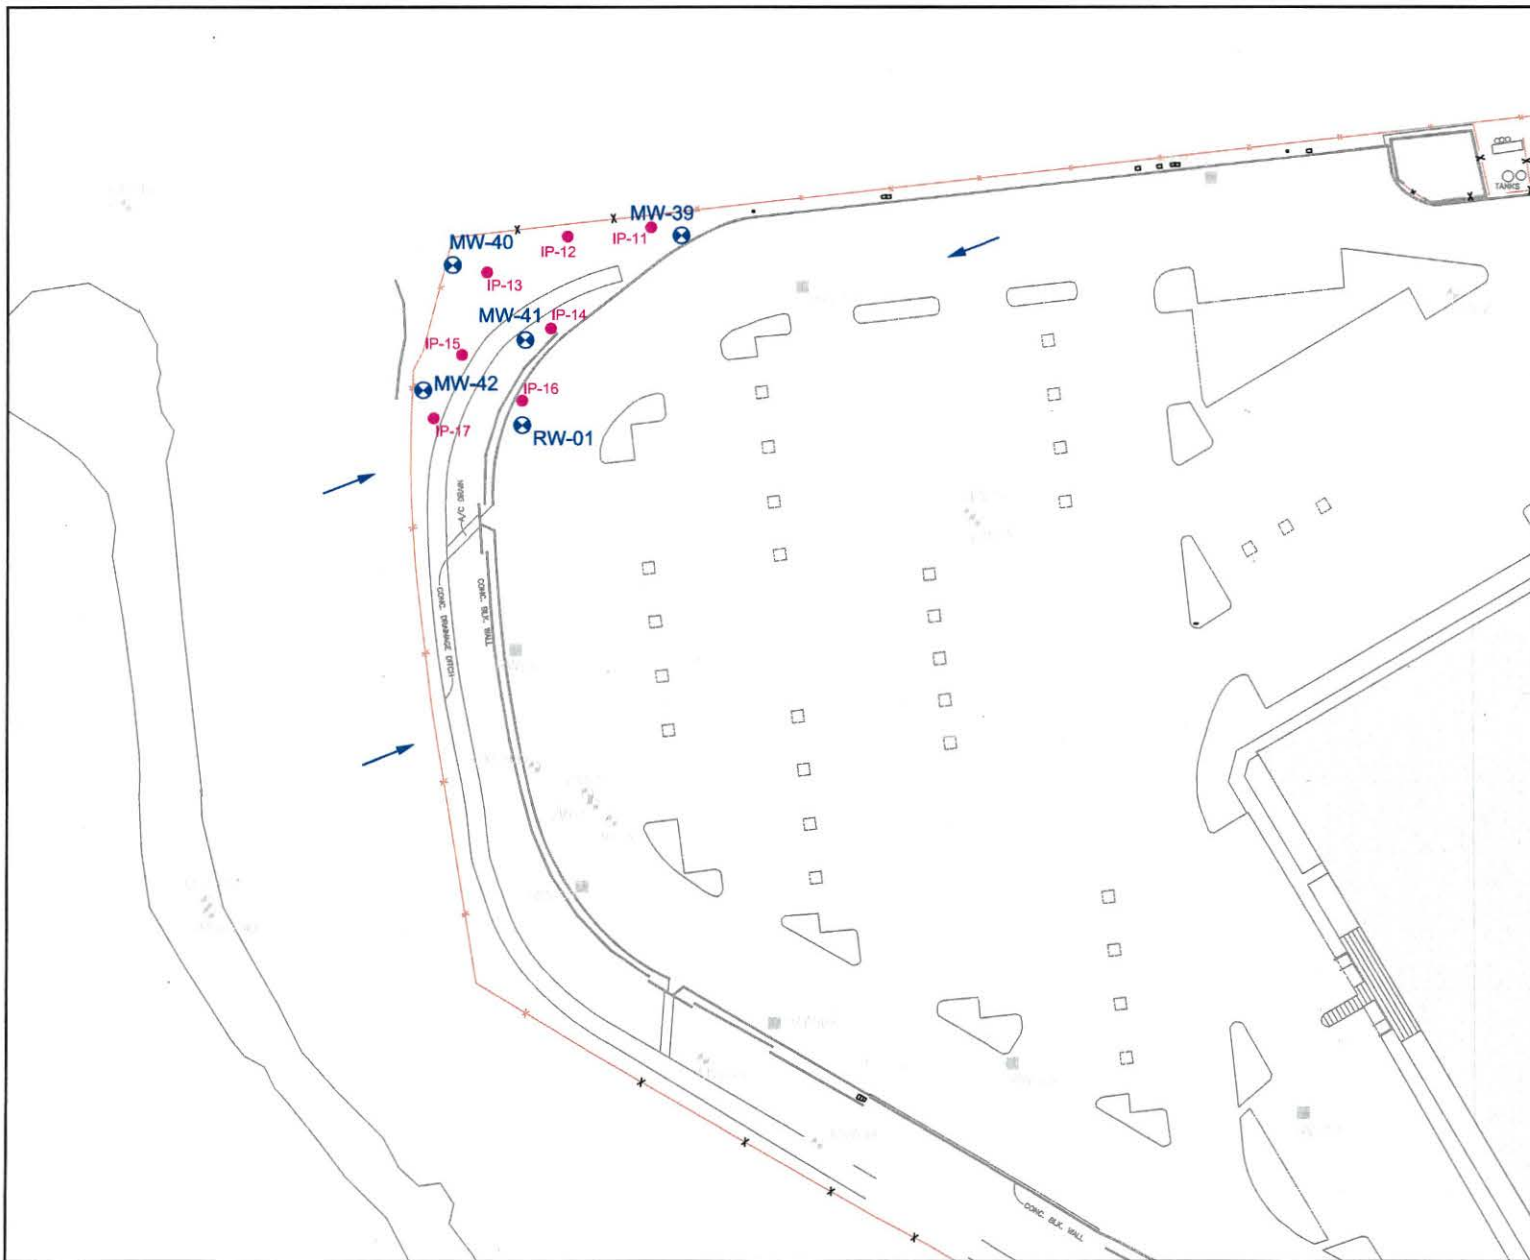 TANKS
MW-39
IP-11
IP-12
MW-40
IP-13
MW-41
IP-14
IP-15
MW-42
IP-16
IP-17
RW-01
A/C DRAIN
CONC. DRAINAGE DITCH
CONC. BLK. WALL
CONC. BLK. WALL